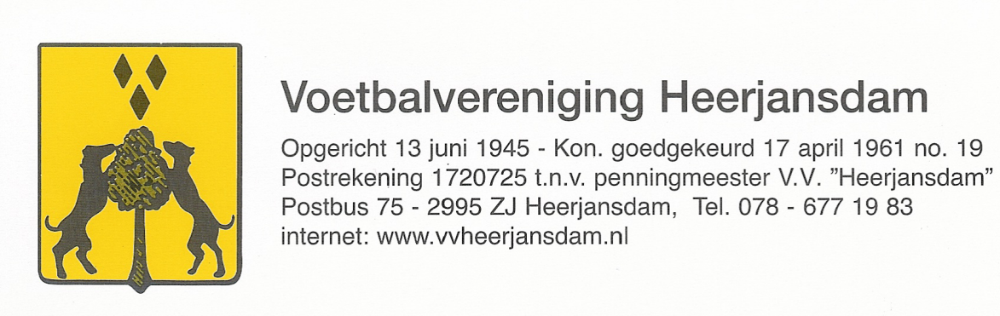 Voetbalvereniging Heerjansdam
Opgericht 13 juni 1945 - Kon. goedgekeurd 17 april 1961 no. 19
Postrekening 1720725 t.n.v. penningmeester V.V. ”Heerjansdam”
Postbus 75 - 2995 ZJ Heerjansdam, Tel. 078 - 677 19 83
internet: www.vvheerjansdam.nl